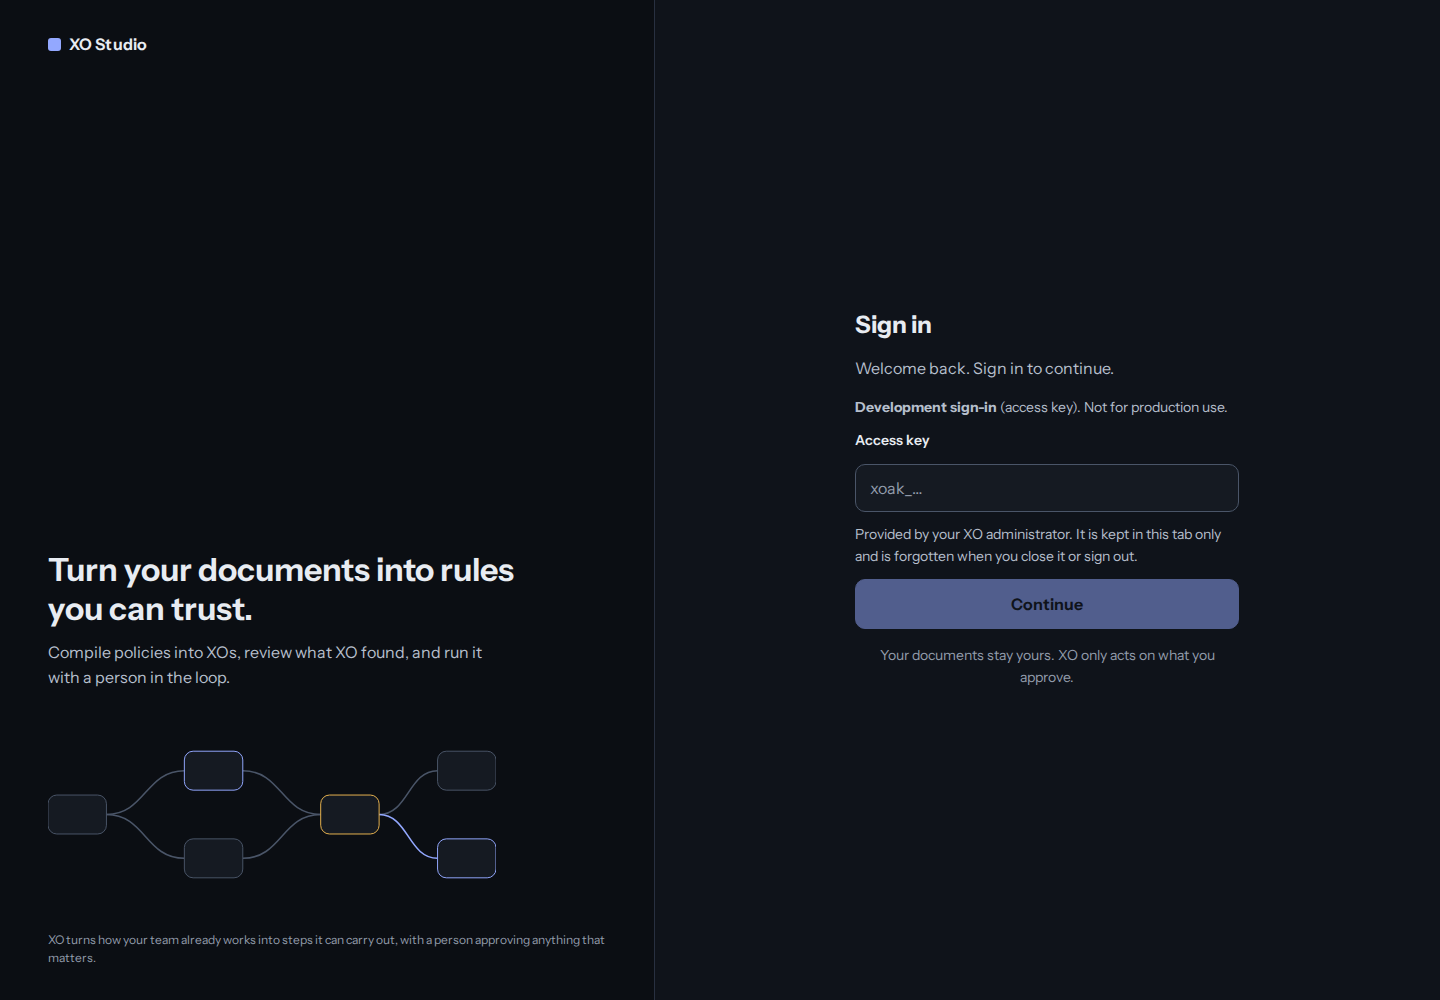 XO Studio
Turn your documents into rules
you can trust.
Compile policies into XOs, review what XO found, and run it
with a person in the loop.
XO turns how your team already works into steps it can carry out, with a person approving anything that
matters.
Sign in
Welcome back. Sign in to continue.
Development sign-in (access key). Not for production use.
Access key
xoak_...
Provided by your XO administrator. It is kept in this tab only
and is forgotten when you close it or sign out.
Continue
Your documents stay yours. XO only acts on what you
approve.